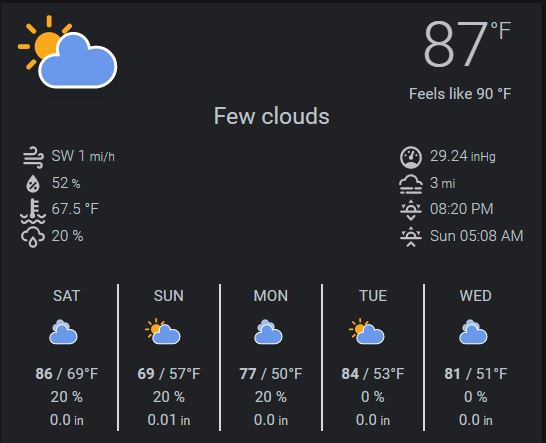 87°F
Feels like 90 °F
Few clouds
SW 1 mi/h
29.24 inHg
52 %
3 mi
67.5 °F
08:20 PM
20 %
Sun 05:08 AM
SAT SUN MON TUE WED
86 / 69°F 69 / 57°F 77 / 50°F 84 / 53°F 81 / 51°F
20 % 20 % 20 % 0 % 0 %
0.0 in 0.01 in 0.0 in 0.0 in 0.0 in